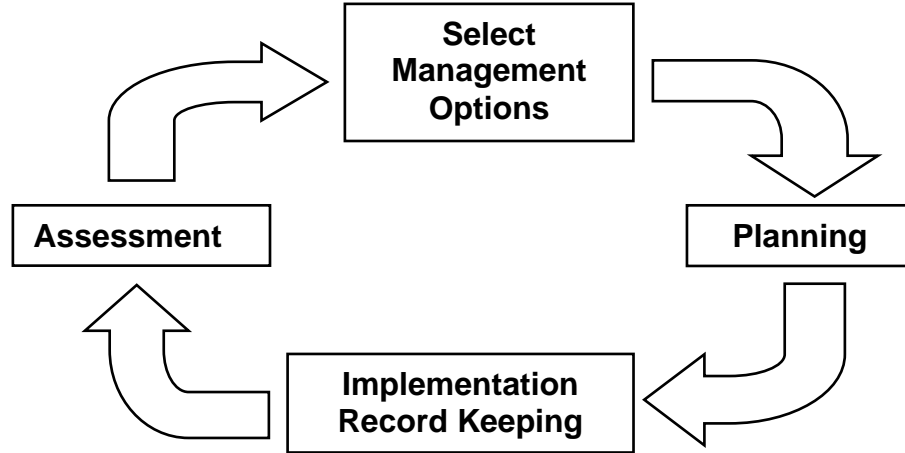 Select
Management
Options
Assessment
Planning
Implementation
Record Keeping